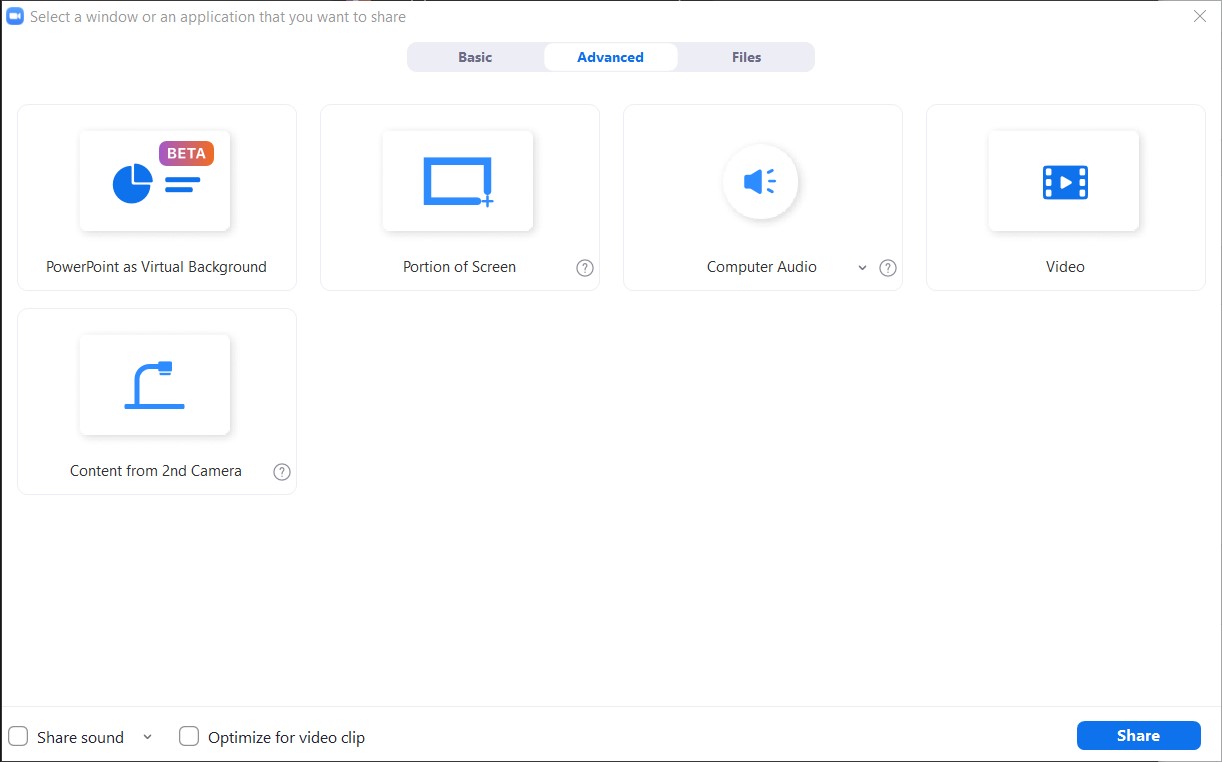 Select a window or an application that you want to share
Basic
Advanced
Files
BETA
PowerPoint as Virtual Background
Portion of Screen
?
Computer Audio
?
Video
Content from 2nd Camera
?
Share sound
Optimize for video clip
Share